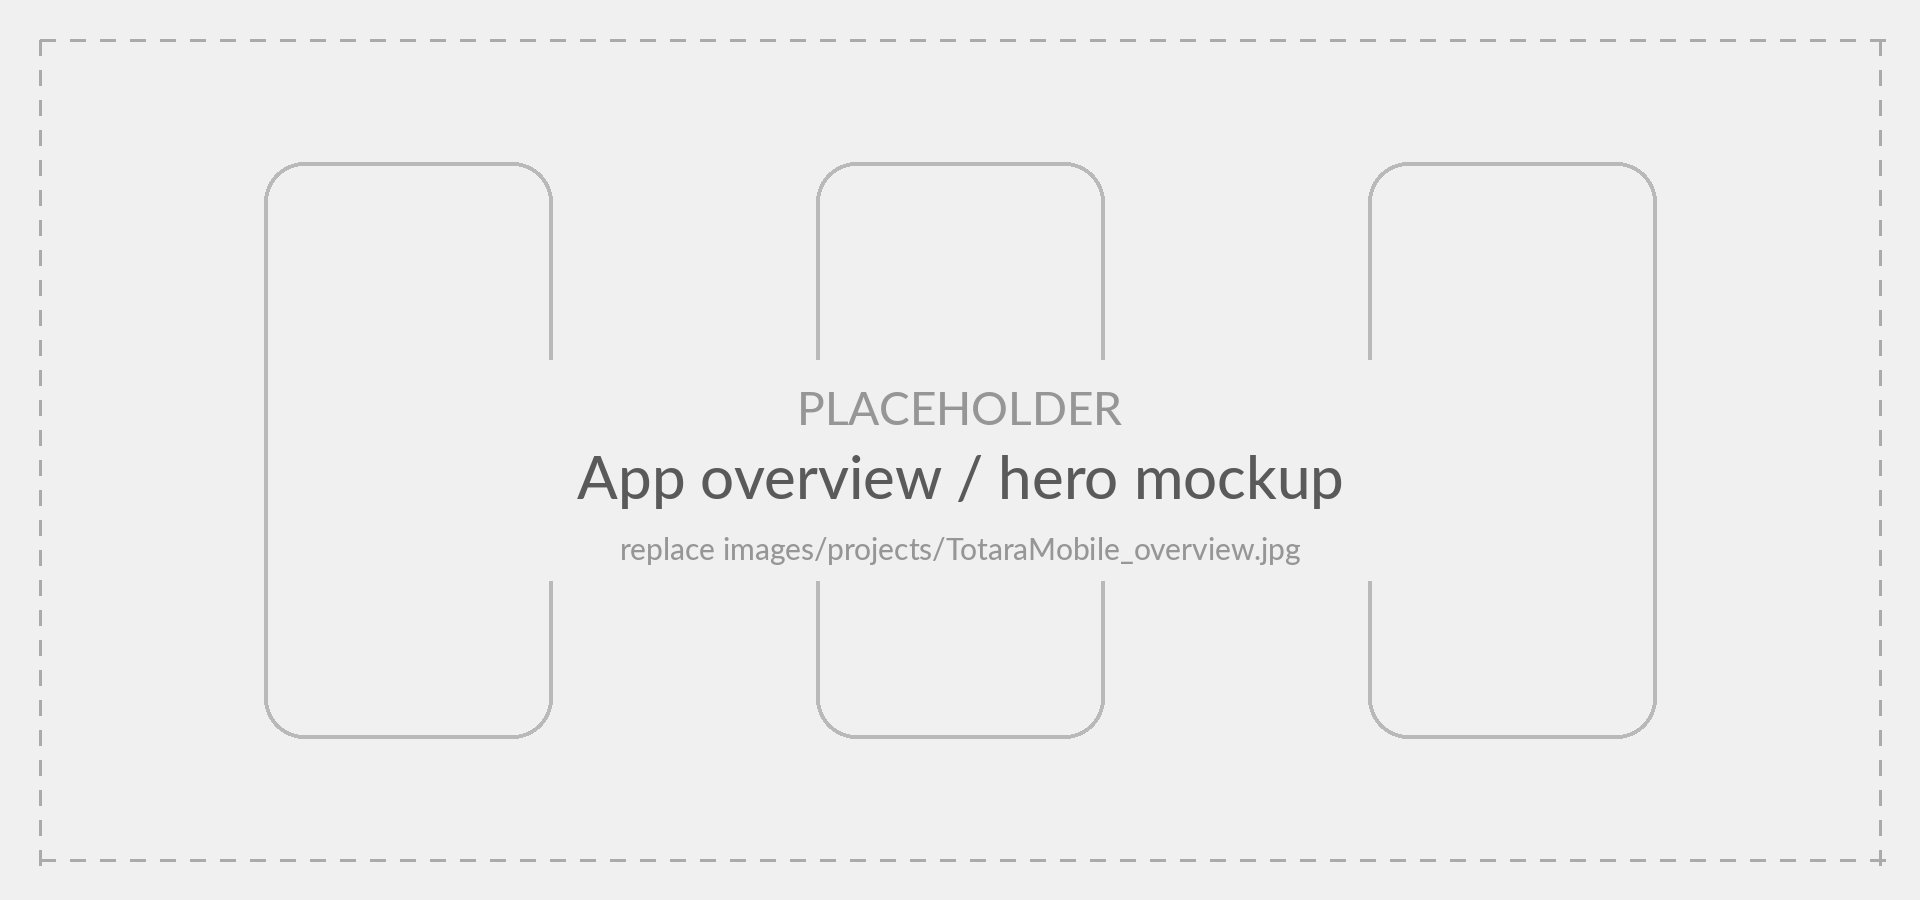 PLACEHOLDER
App overview / hero mockup
replace images/projects/TotaraMobile_overview.jpg